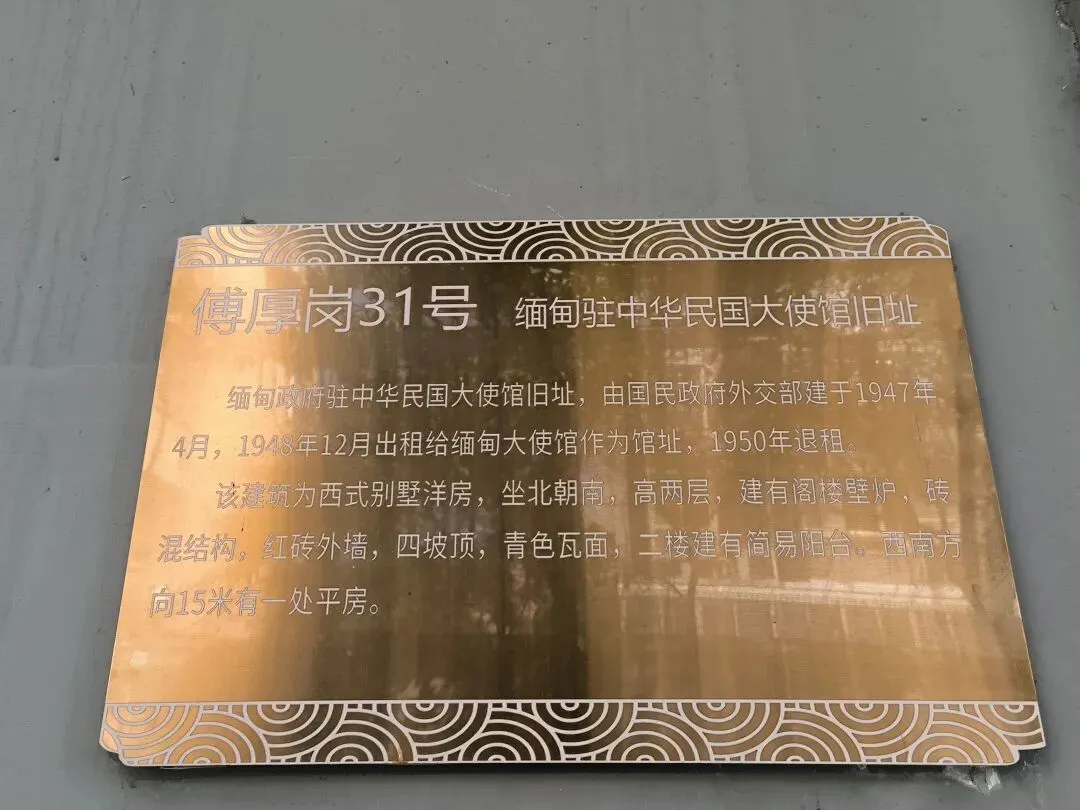 傅厚岗31号 缅甸驻中华民国大使馆旧址
缅甸政府驻中华民国大使馆旧址，由国民政府外交部建于1947年
4月，1948年12月出租给缅甸大使馆作为馆址，1950年退租。
该建筑为西式别墅洋房，坐北朝南，高两层，建有阁楼壁炉，砖
混结构，红砖外墙，四坡顶，青色瓦面，二楼建有简易阳台。西南方
向15米有一处平房。